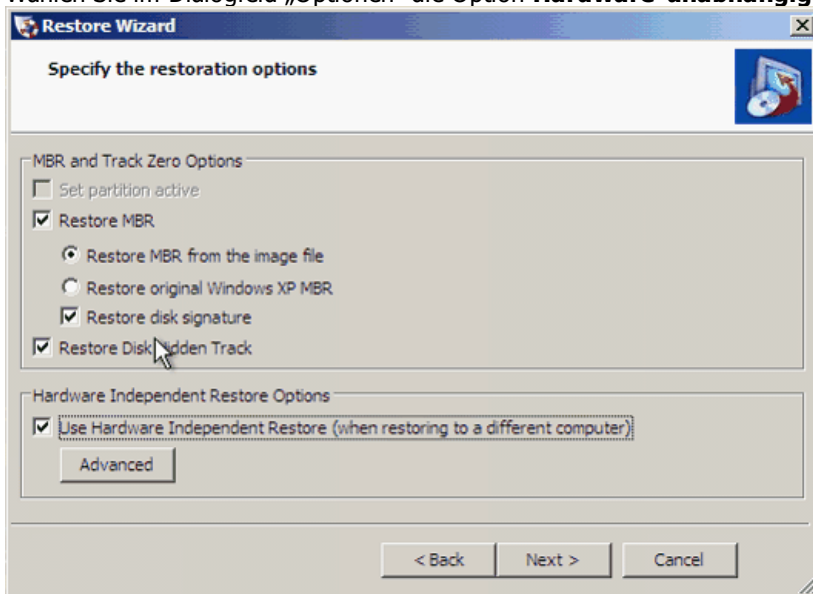 Wählen Sie im Dialogfeld „Optionen“ die Option Hardware-unabhängig
Restore Wizard
Specify the restoration options
MBR and Track Zero Options
Set partition active
Restore MBR
Restore MBR from the image file
Restore original Windows XP MBR
Restore disk signature
Restore Disk Hidden Track
Hardware Independent Restore Options
Use Hardware Independent Restore (when restoring to a different computer)
Advanced
< Back Next > Cancel